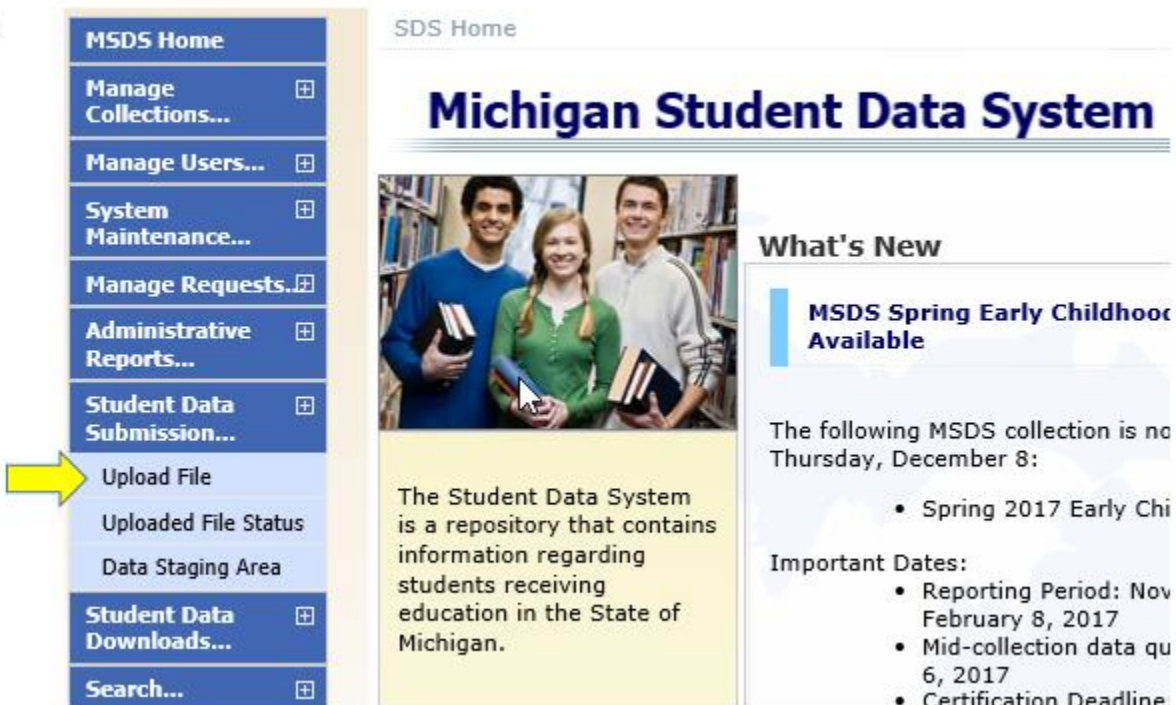 MSDS Home
Manage
Collections...
Manage Users...
System
Maintenance...
Manage Requests...
Administrative
Reports...
Student Data
Submission...
Upload File
Uploaded File Status
Data Staging Area
Student Data
Downloads...
Search...
SDS Home
Michigan Student Data System
The Student Data System
is a repository that contains
information regarding
students receiving
education in the State of
Michigan.
What's New
MSDS Spring Early Childhood
Available
The following MSDS collection is
Thursday, December 8:
• Spring 2017 Early
Important Dates:
• Reporting Period: Nov
February 8, 2017
• Mid-collection data
6, 2017
• Certification Deadline